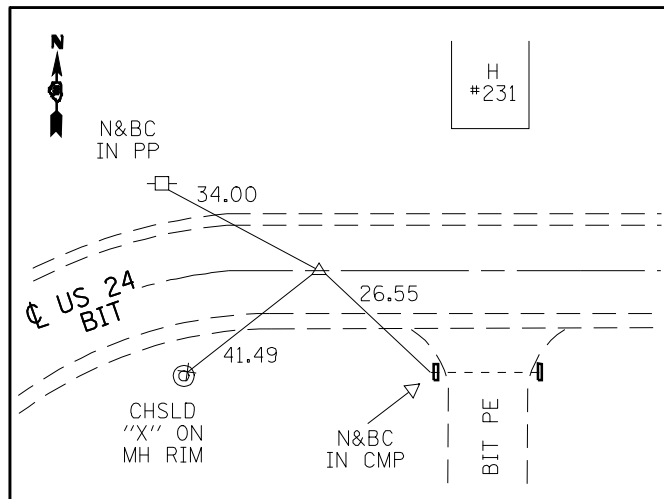 N
H
#231
N&BC
IN PP
34.00
℄ US 24
BIT
26.55
41.49
CHSLD
"X" ON
MH RIM
N&BC
IN CMP
BIT PE